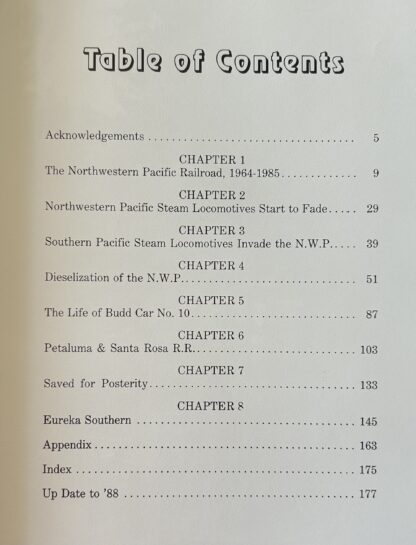 Table of Contents
Acknowledgements .................................. 5
CHAPTER 1
The Northwestern Pacific Railroad, 1964-1985............. 9
CHAPTER 2
Northwestern Pacific Steam Locomotives Start to Fade..... 29
CHAPTER 3
Southern Pacific Steam Locomotives Invade the N.W.P..... 39
CHAPTER 4
Dieselization of the N.W.P.............................. 51
CHAPTER 5
The Life of Budd Car No. 10............................ 87
CHAPTER 6
Petaluma & Santa Rosa R.R............................ 103
CHAPTER 7
Saved for Posterity................................... 133
CHAPTER 8
Eureka Southern ..................................... 145
Appendix............................................ 163
Index ............................................... 175
Up Date to '88 ....................................... 177